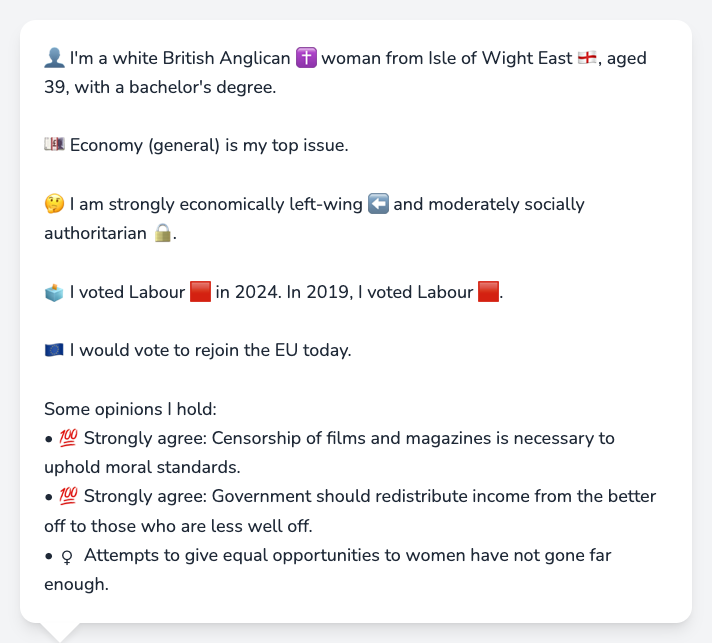 👤 I'm a white British Anglican ✝️ woman from Isle of Wight East 🏴󠁧󠁢󠁥󠁮󠁧󠁿, aged
39, with a bachelor's degree.
💷 Economy (general) is my top issue.
🤔 I am strongly economically left-wing ⬅️ and moderately socially
authoritarian 🔒.
🗳️ I voted Labour 🟥 in 2024. In 2019, I voted Labour 🟥.
🇪🇺 I would vote to rejoin the EU today.
Some opinions I hold:
• 💯 Strongly agree: Censorship of films and magazines is necessary to
uphold moral standards.
• 💯 Strongly agree: Government should redistribute income from the better
off to those who are less well off.
• ♀ Attempts to give equal opportunities to women have not gone far
enough.